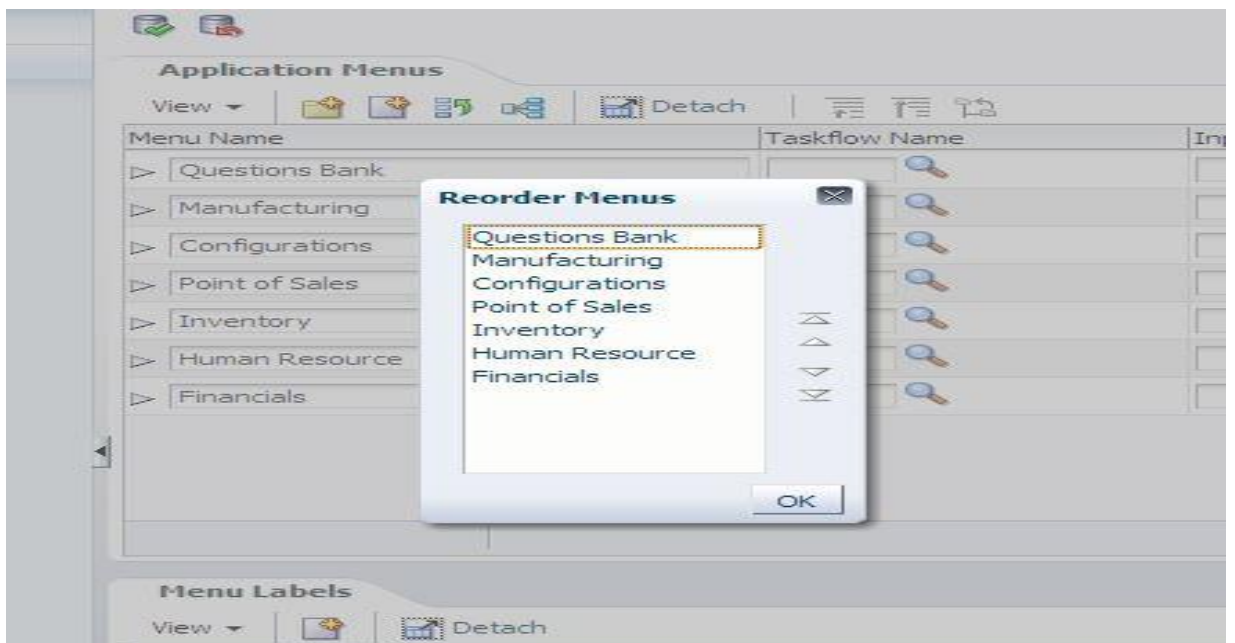 Application Menus
View Detach
Menu Name Taskflow Name
Questions Bank
Manufacturing
Configurations
Point of Sales
Inventory
Human Resource
Financials
Reorder Menus
Questions Bank
Manufacturing
Configurations
Point of Sales
Inventory
Human Resource
Financials
OK
Menu Labels
View Detach